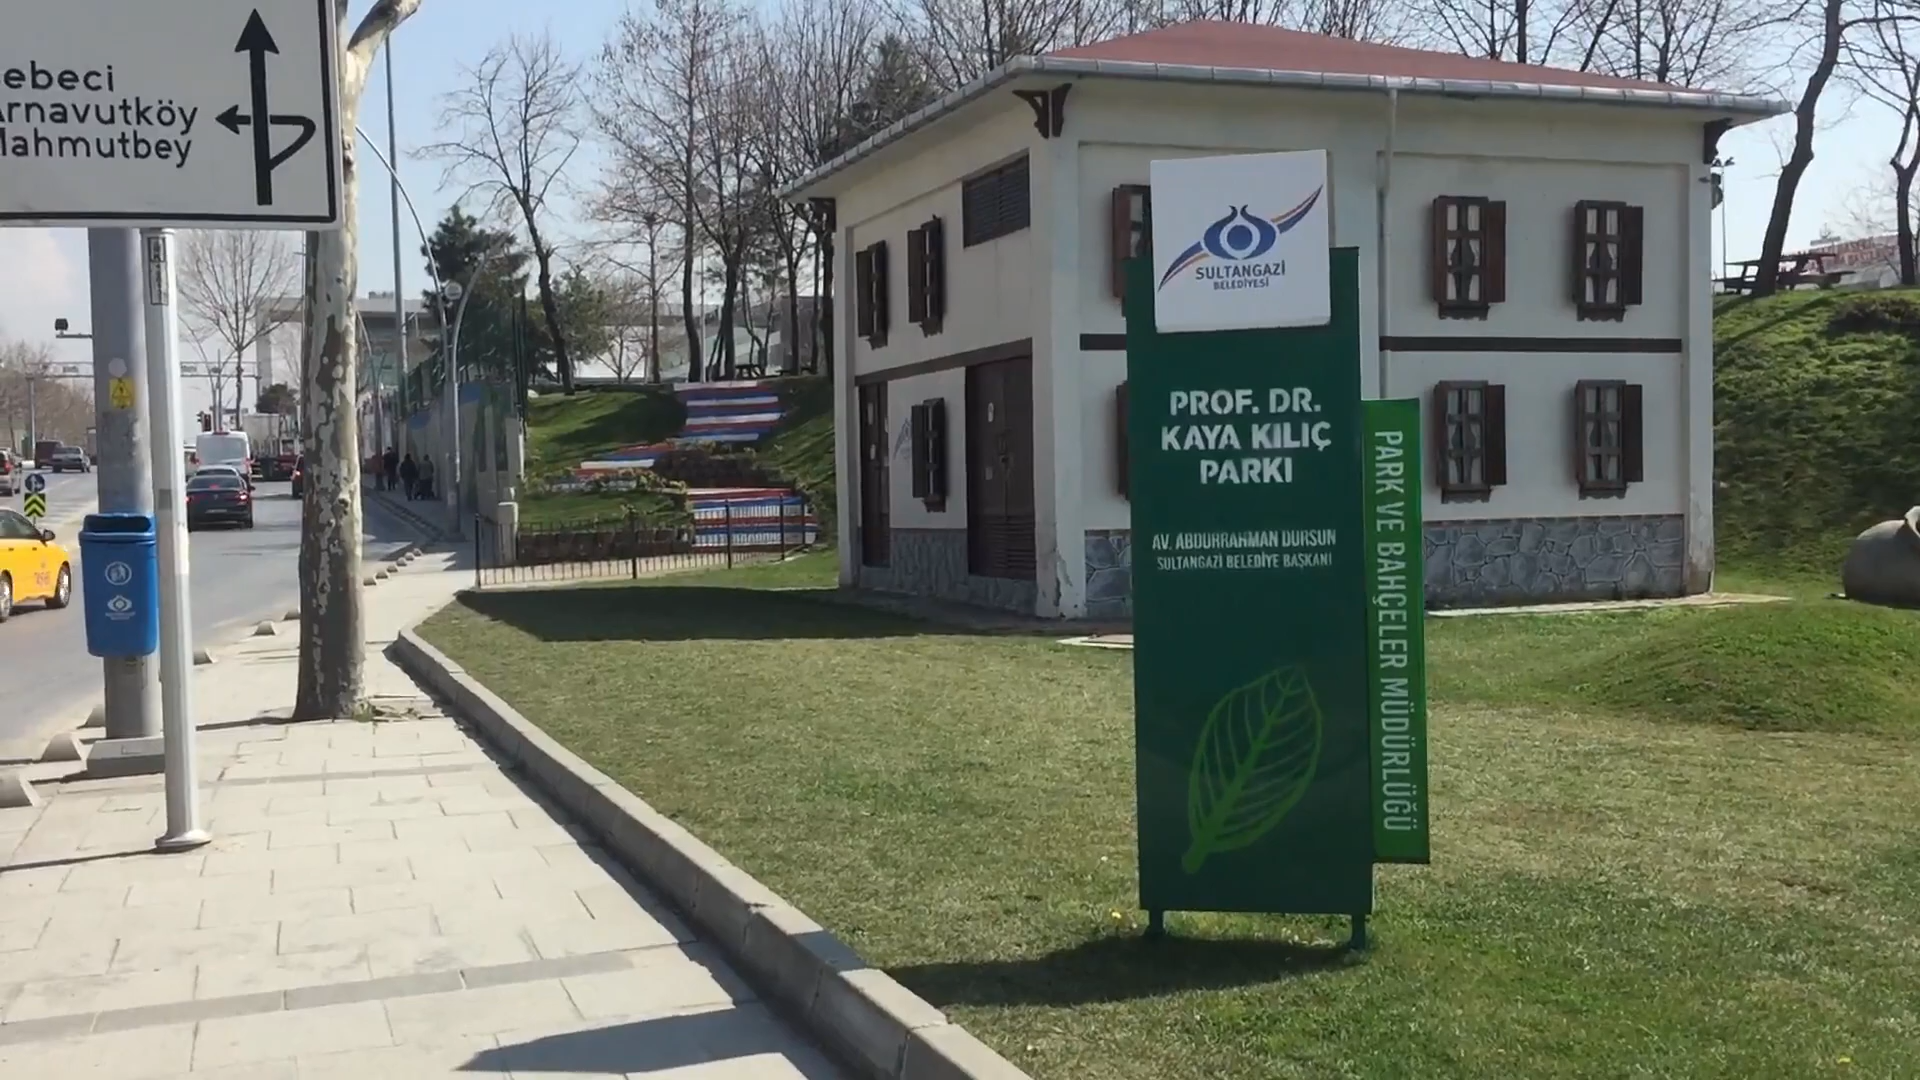 ebeci
Arnavutköy
Mahmutbey
SULTANGAZİ
BELEDİYESİ
PROF. DR.
KAYA KILIÇ
PARKI
AV. ABDURRAHMAN DURSUN
SULTANGAZİ BELEDİYE BAŞKANI
PARK VE BAHÇELER MÜDÜRLÜĞÜ